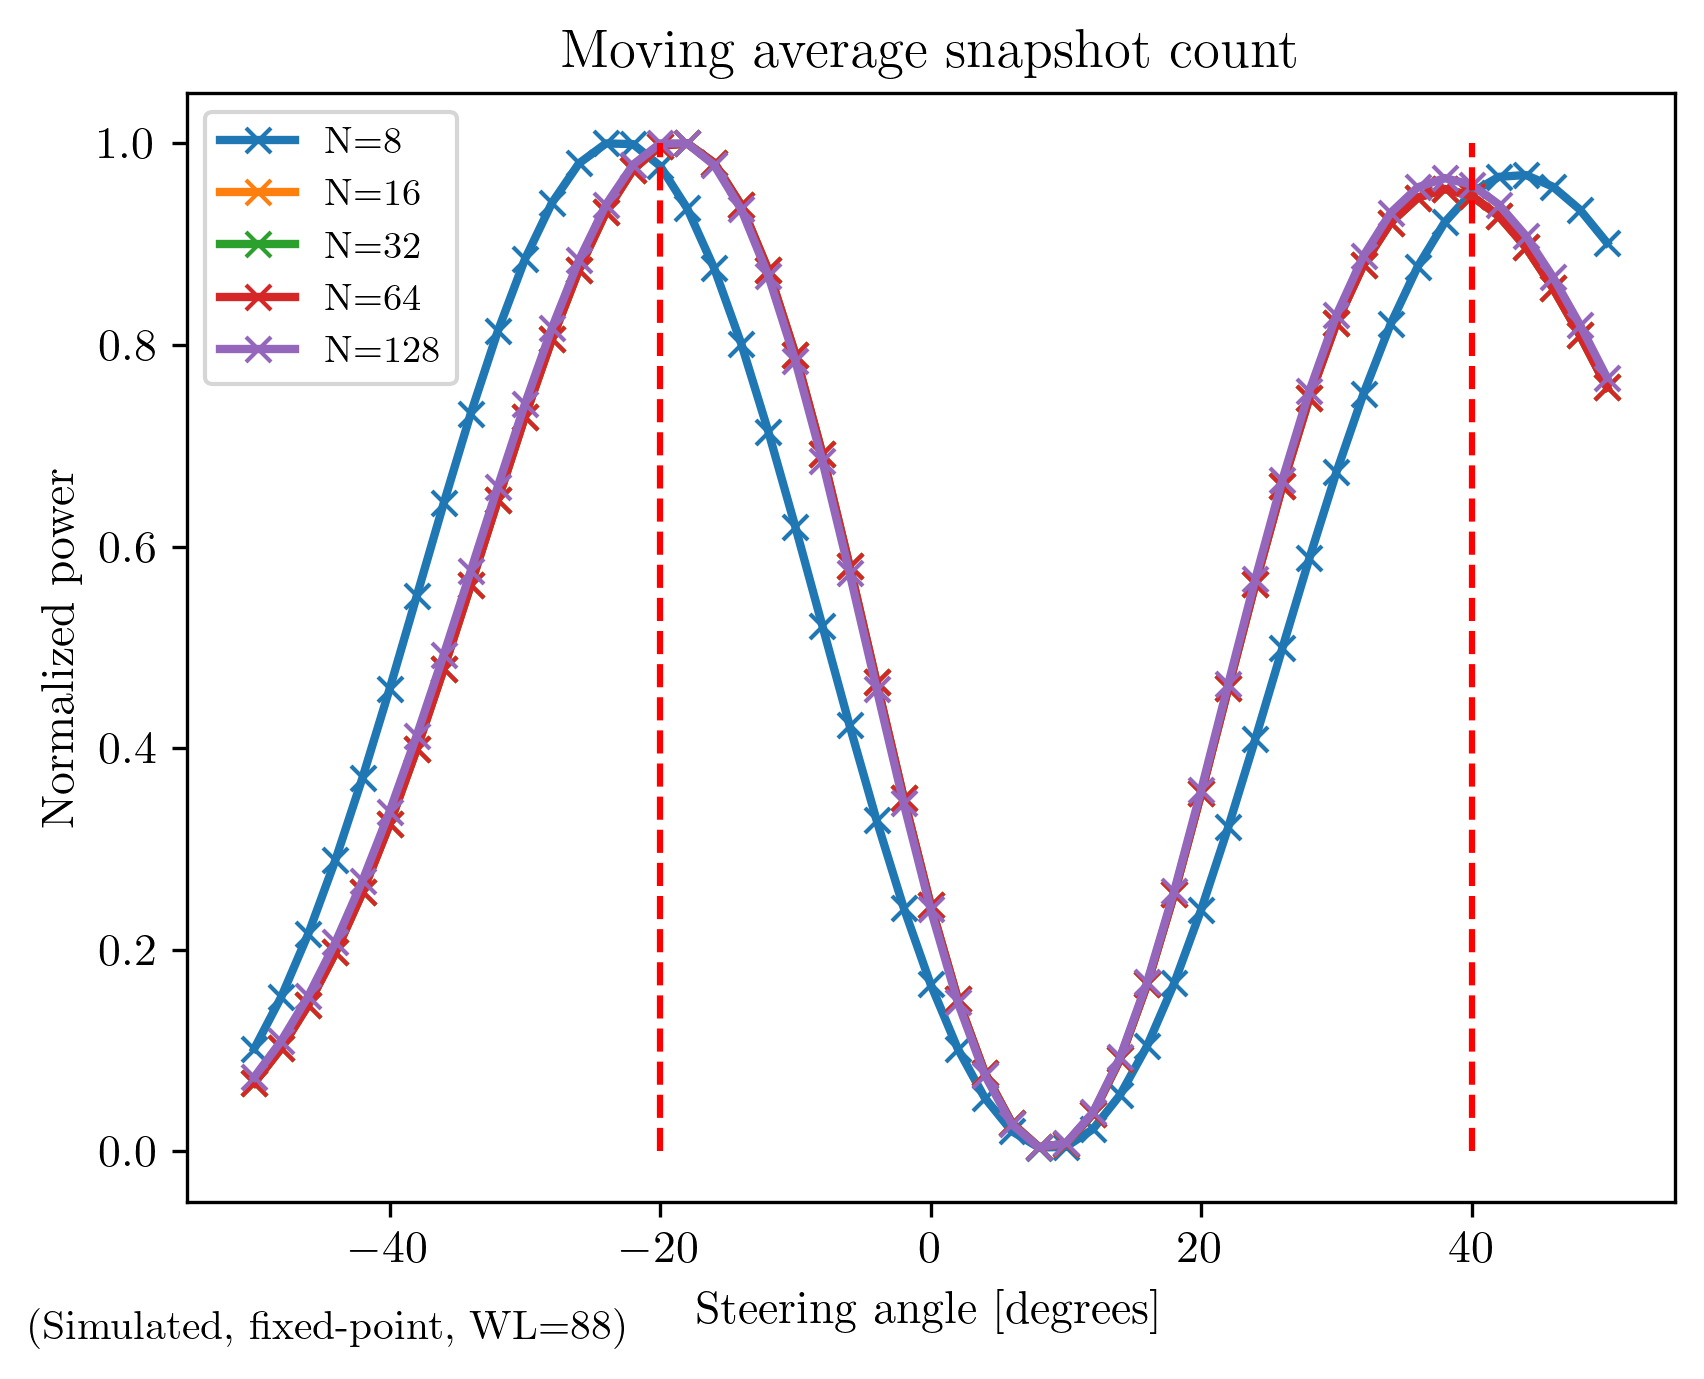 Moving average snapshot count
N=8
N=16
N=32
N=64
N=128
1.0
0.8
0.6
0.4
0.2
0.0
Normalized power
−40
−20
0
20
40
Steering angle [degrees]
(Simulated, fixed-point, WL=88)